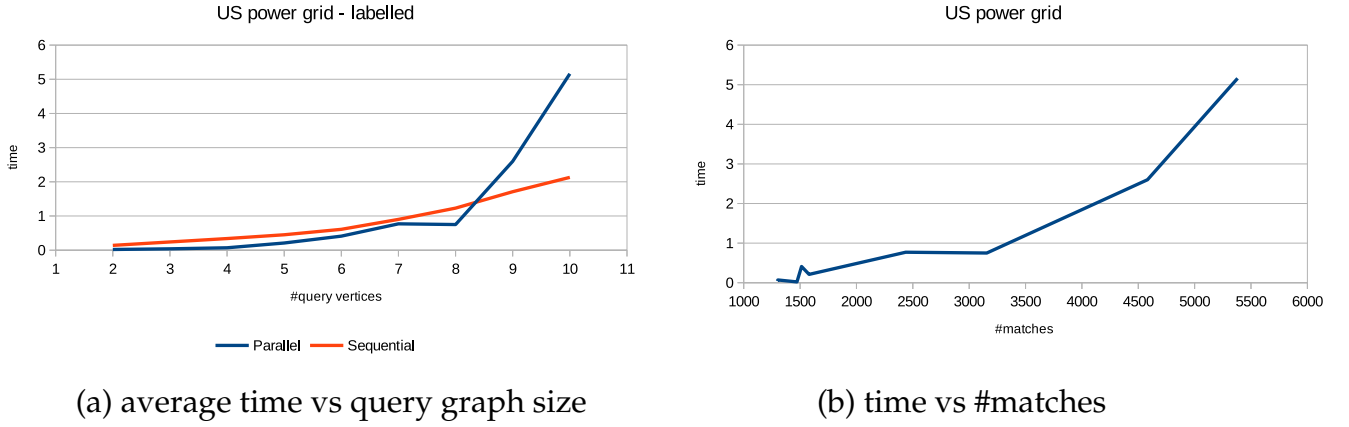 US power grid - labelled
6
5
4
3
2
1
0
time
1 2 3 4 5 6 7 8 9 10 11
#query vertices
Parallel Sequential
(a) average time vs query graph size
US power grid
6
5
4
3
2
1
0
time
1000 1500 2000 2500 3000 3500 4000 4500 5000 5500 6000
#matches
(b) time vs #matches